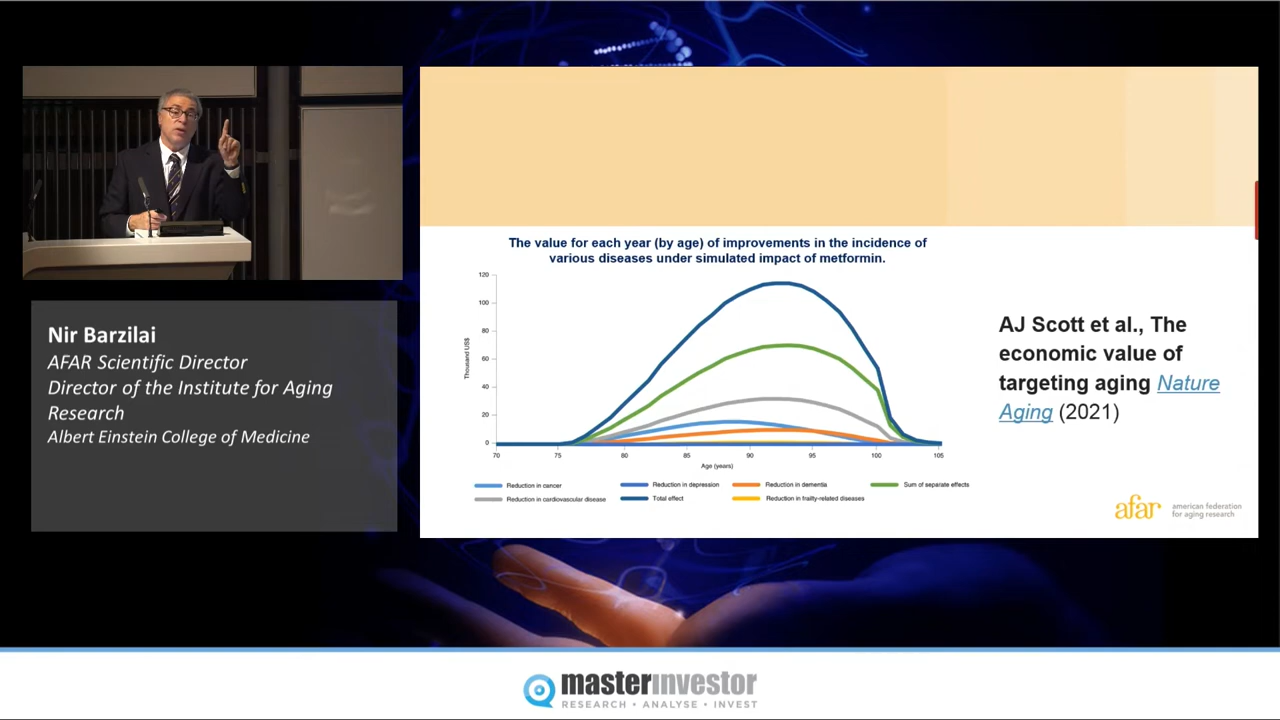 Nir Barzilai
AFAR Scientific Director
Director of the Institute for Aging
Research
Albert Einstein College of Medicine
The value for each year (by age) of improvements in the incidence of
various diseases under simulated impact of metformin.
Thousand US$
120
100
80
60
40
20
0
70
75
80
85
90
95
100
105
Age (years)
Reduction in cancer
Reduction in depression
Reduction in dementia
Sum of separate effects
Reduction in cardiovascular disease
Total effect
Reduction in frailty-related diseases
AJ Scott et al., The
economic value of
targeting aging Nature
Aging (2021)
afar
american federation
for aging research
masterinvestor
RESEARCH • ANALYSE • INVEST